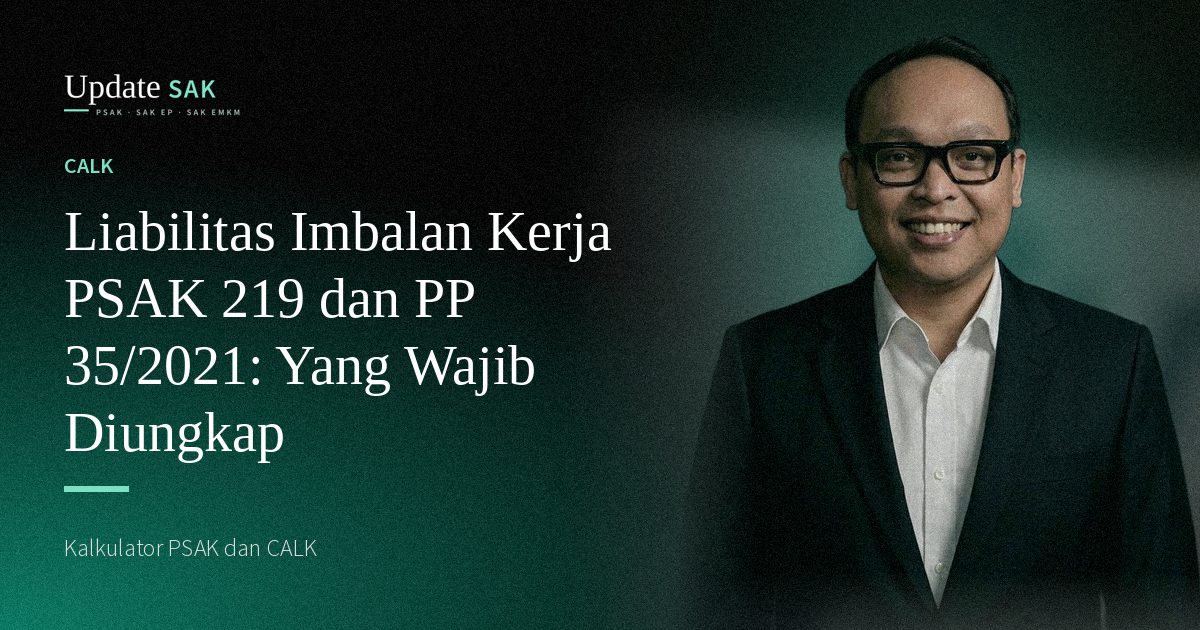 Update SAK
PSAK · SAK EP · SAK EMKM
CALK
Liabilitas Imbalan Kerja
PSAK 219 dan PP
35/2021: Yang Wajib
Diungkap
Kalkulator PSAK dan CALK